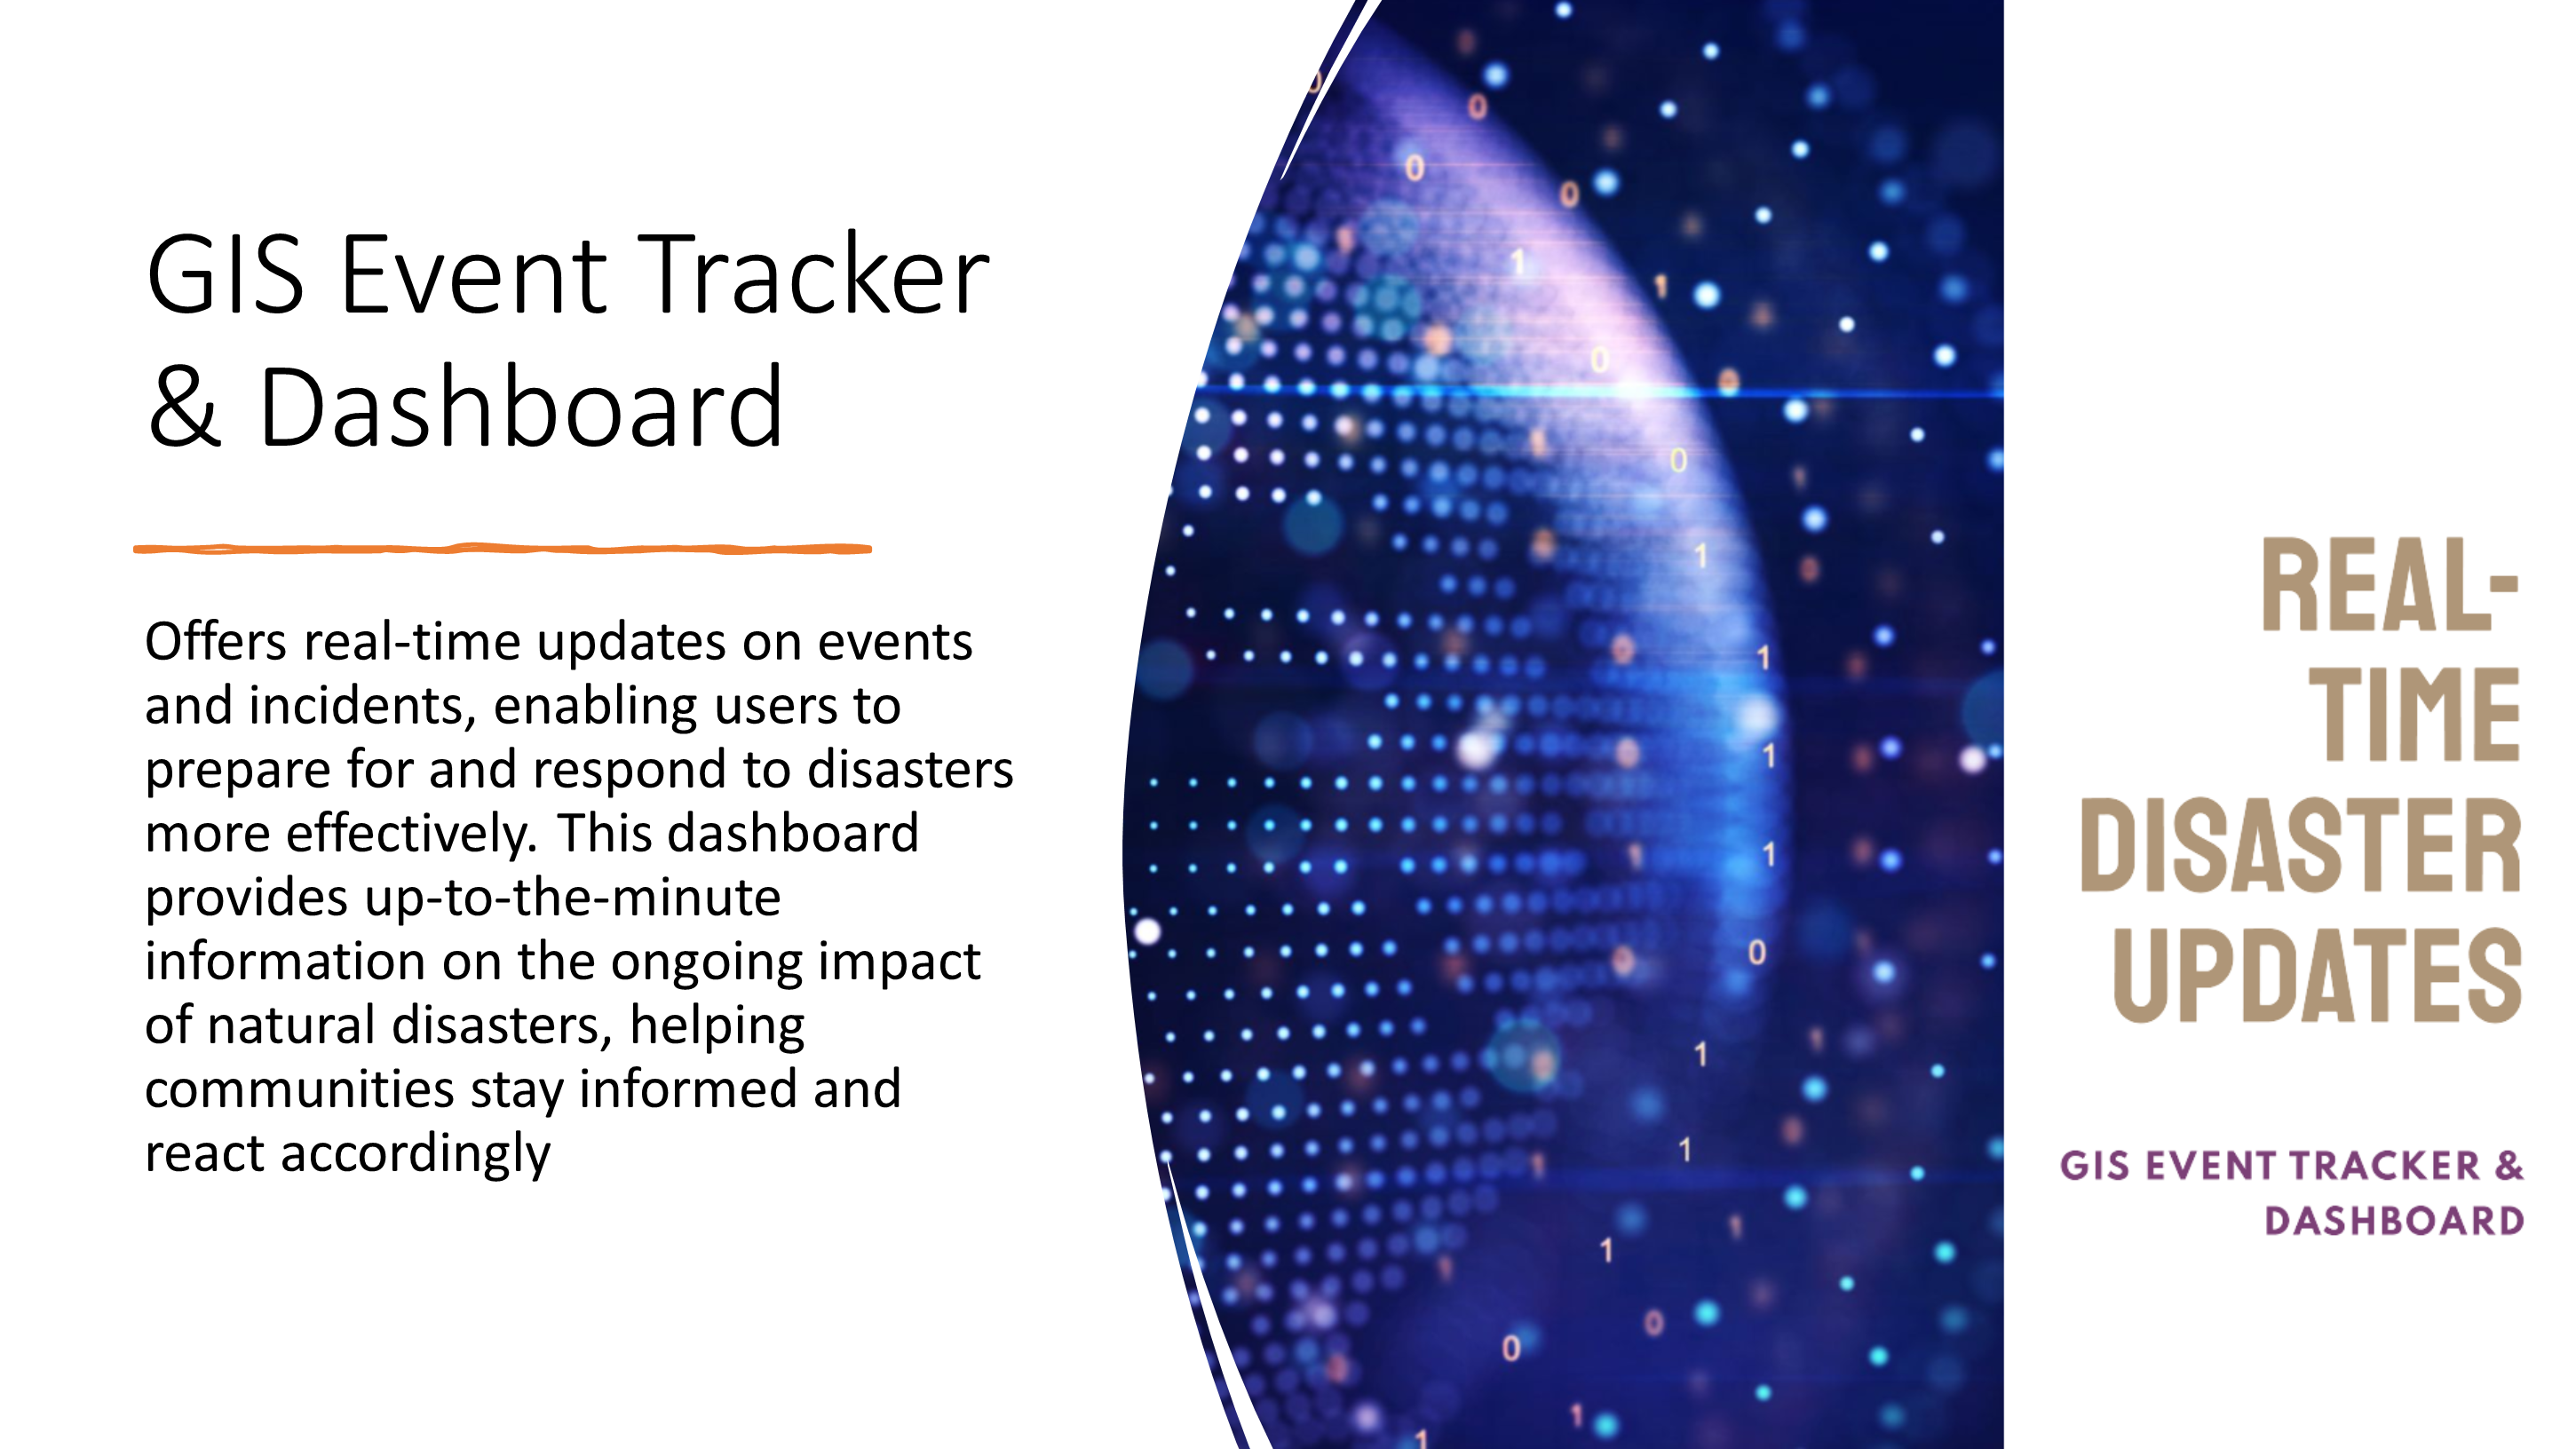 GIS Event Tracker
& Dashboard
Offers real-time updates on events
and incidents, enabling users to
prepare for and respond to disasters
more effectively. This dashboard
provides up-to-the-minute
information on the ongoing impact
of natural disasters, helping
communities stay informed and
react accordingly
REAL-
TIME
DISASTER
UPDATES
GIS EVENT TRACKER &
DASHBOARD